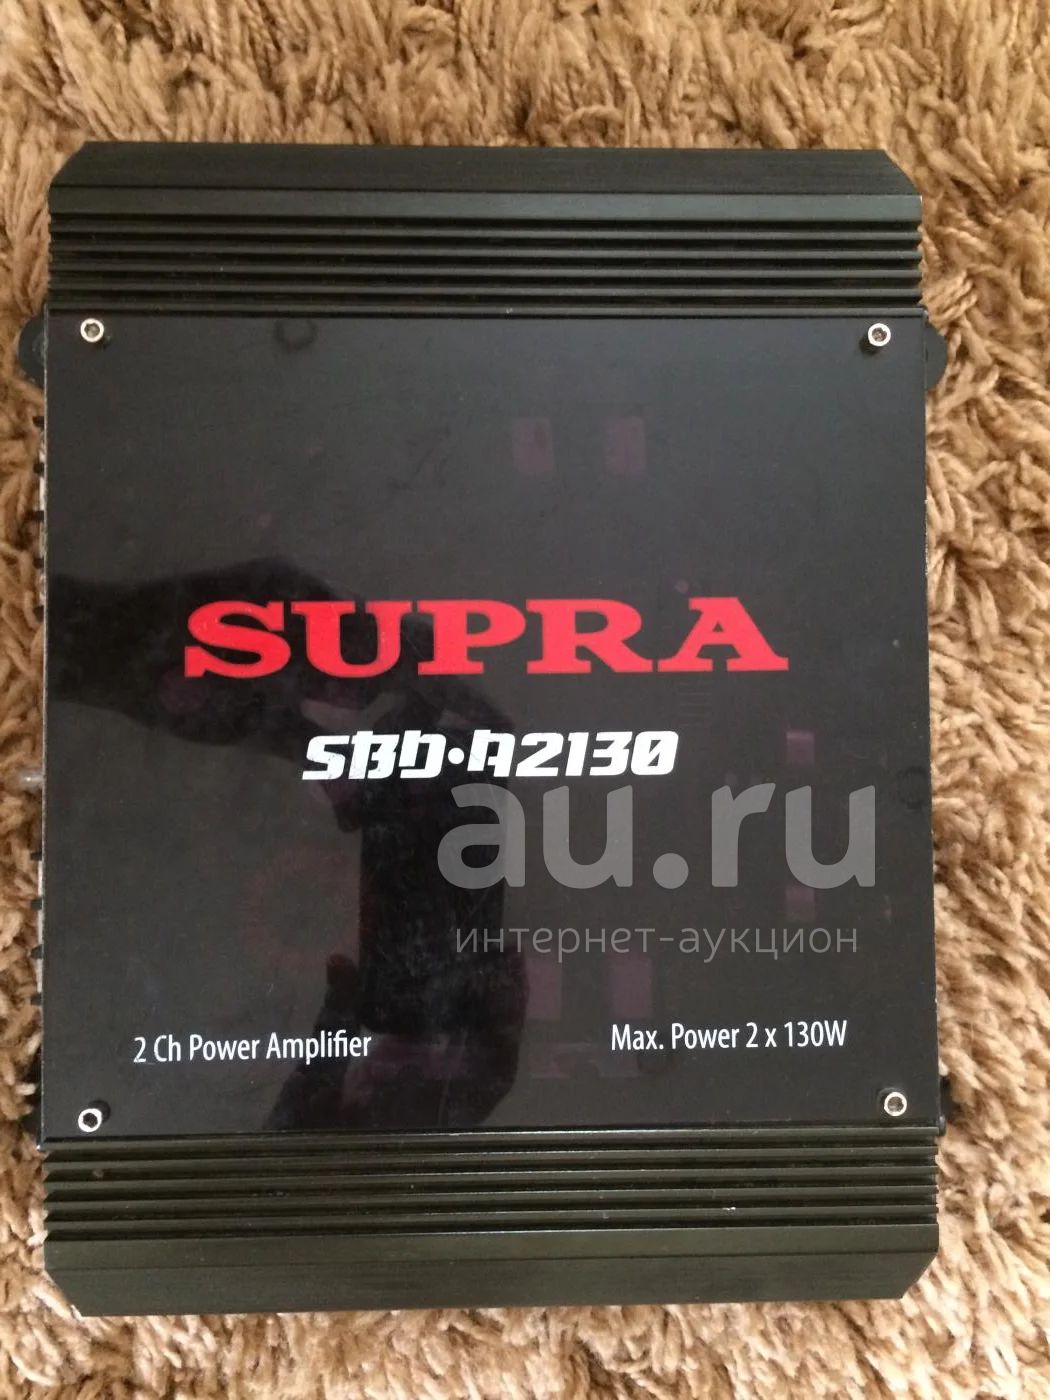 SUPRA
SBD·A2130
au.ru
интернет-аукцион
2 Ch Power Amplifier
Max. Power 2 x 130W